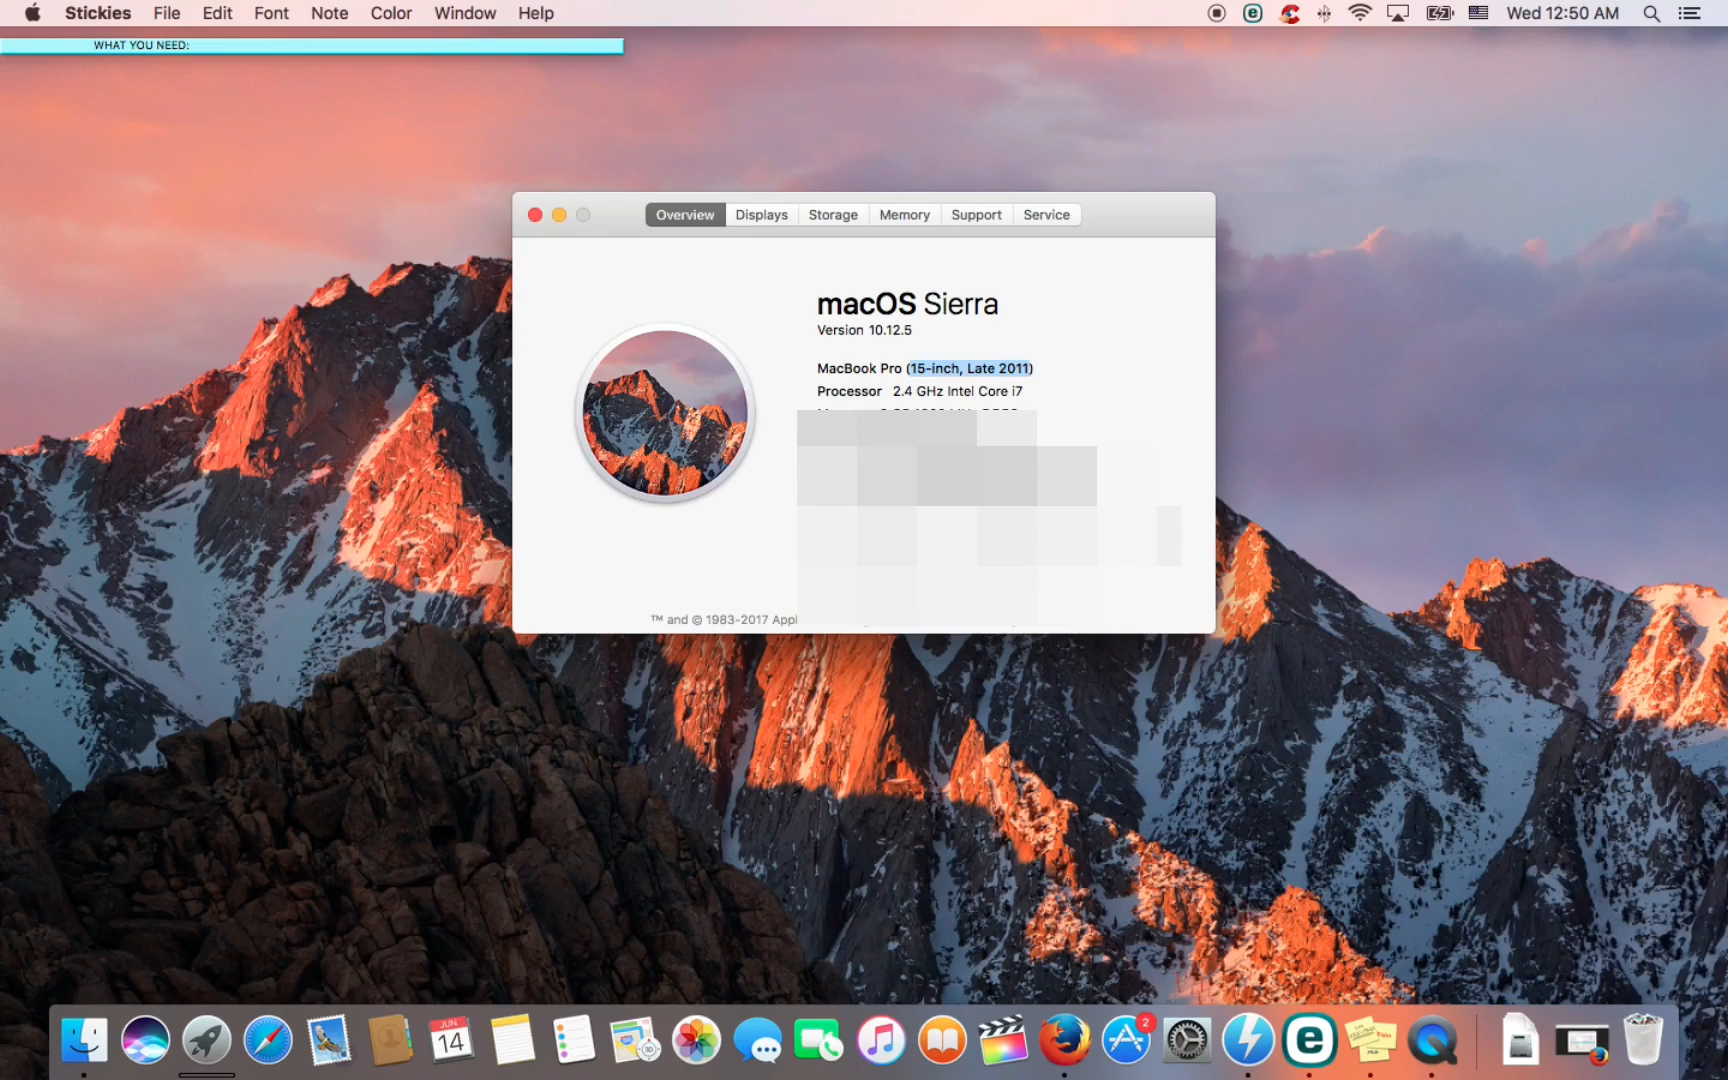 Stickies File Edit Font Note Color Window Help Wed 12:50 AM
WHAT YOU NEED:
Overview Displays Storage Memory Support Service
macOS Sierra
Version 10.12.5
MacBook Pro (15-inch, Late 2011)
Processor 2.4 GHz Intel Core i7
™ and © 1983-2017 Appl
JUN
14
2